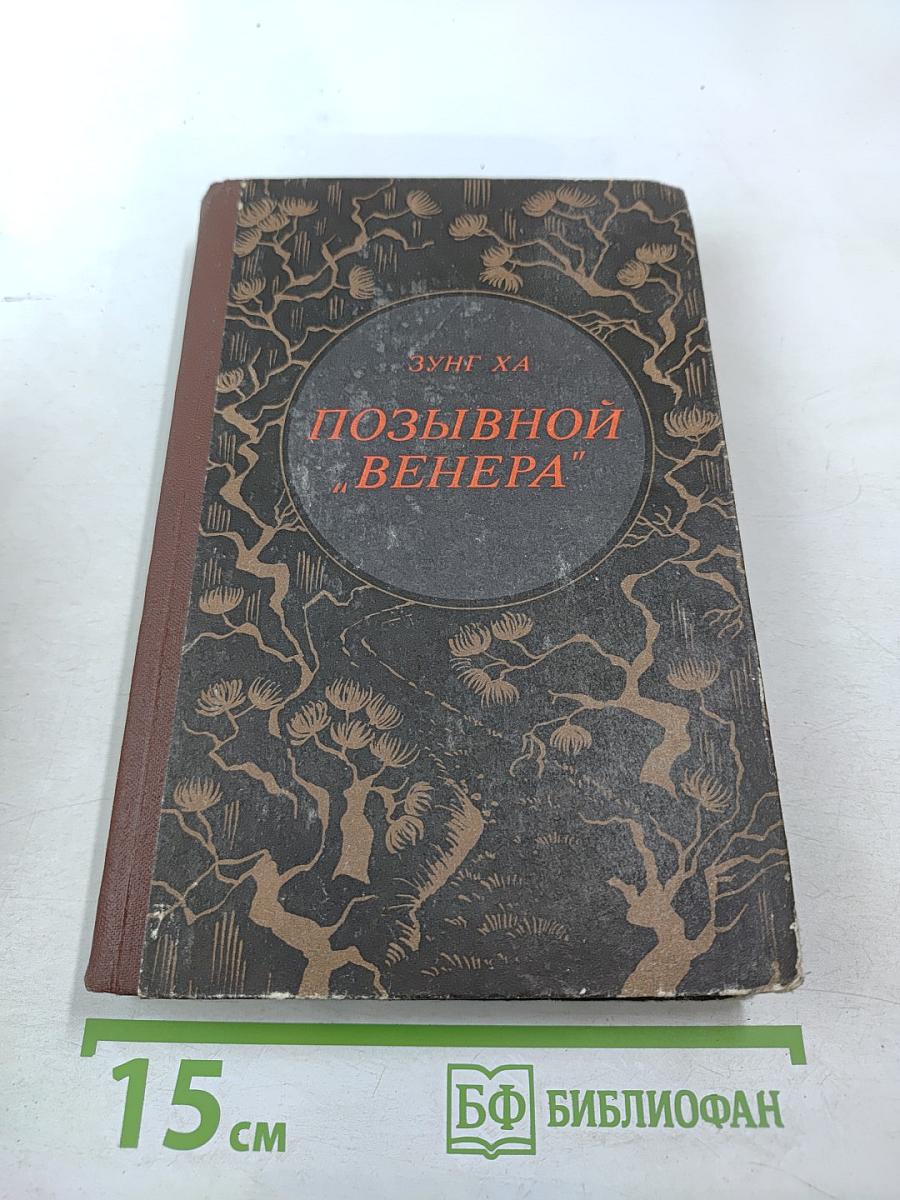 ЗУНГ ХА
ПОЗЫВНОЙ
„ВЕНЕРА"
15 см
БФ БИБЛИОФАН